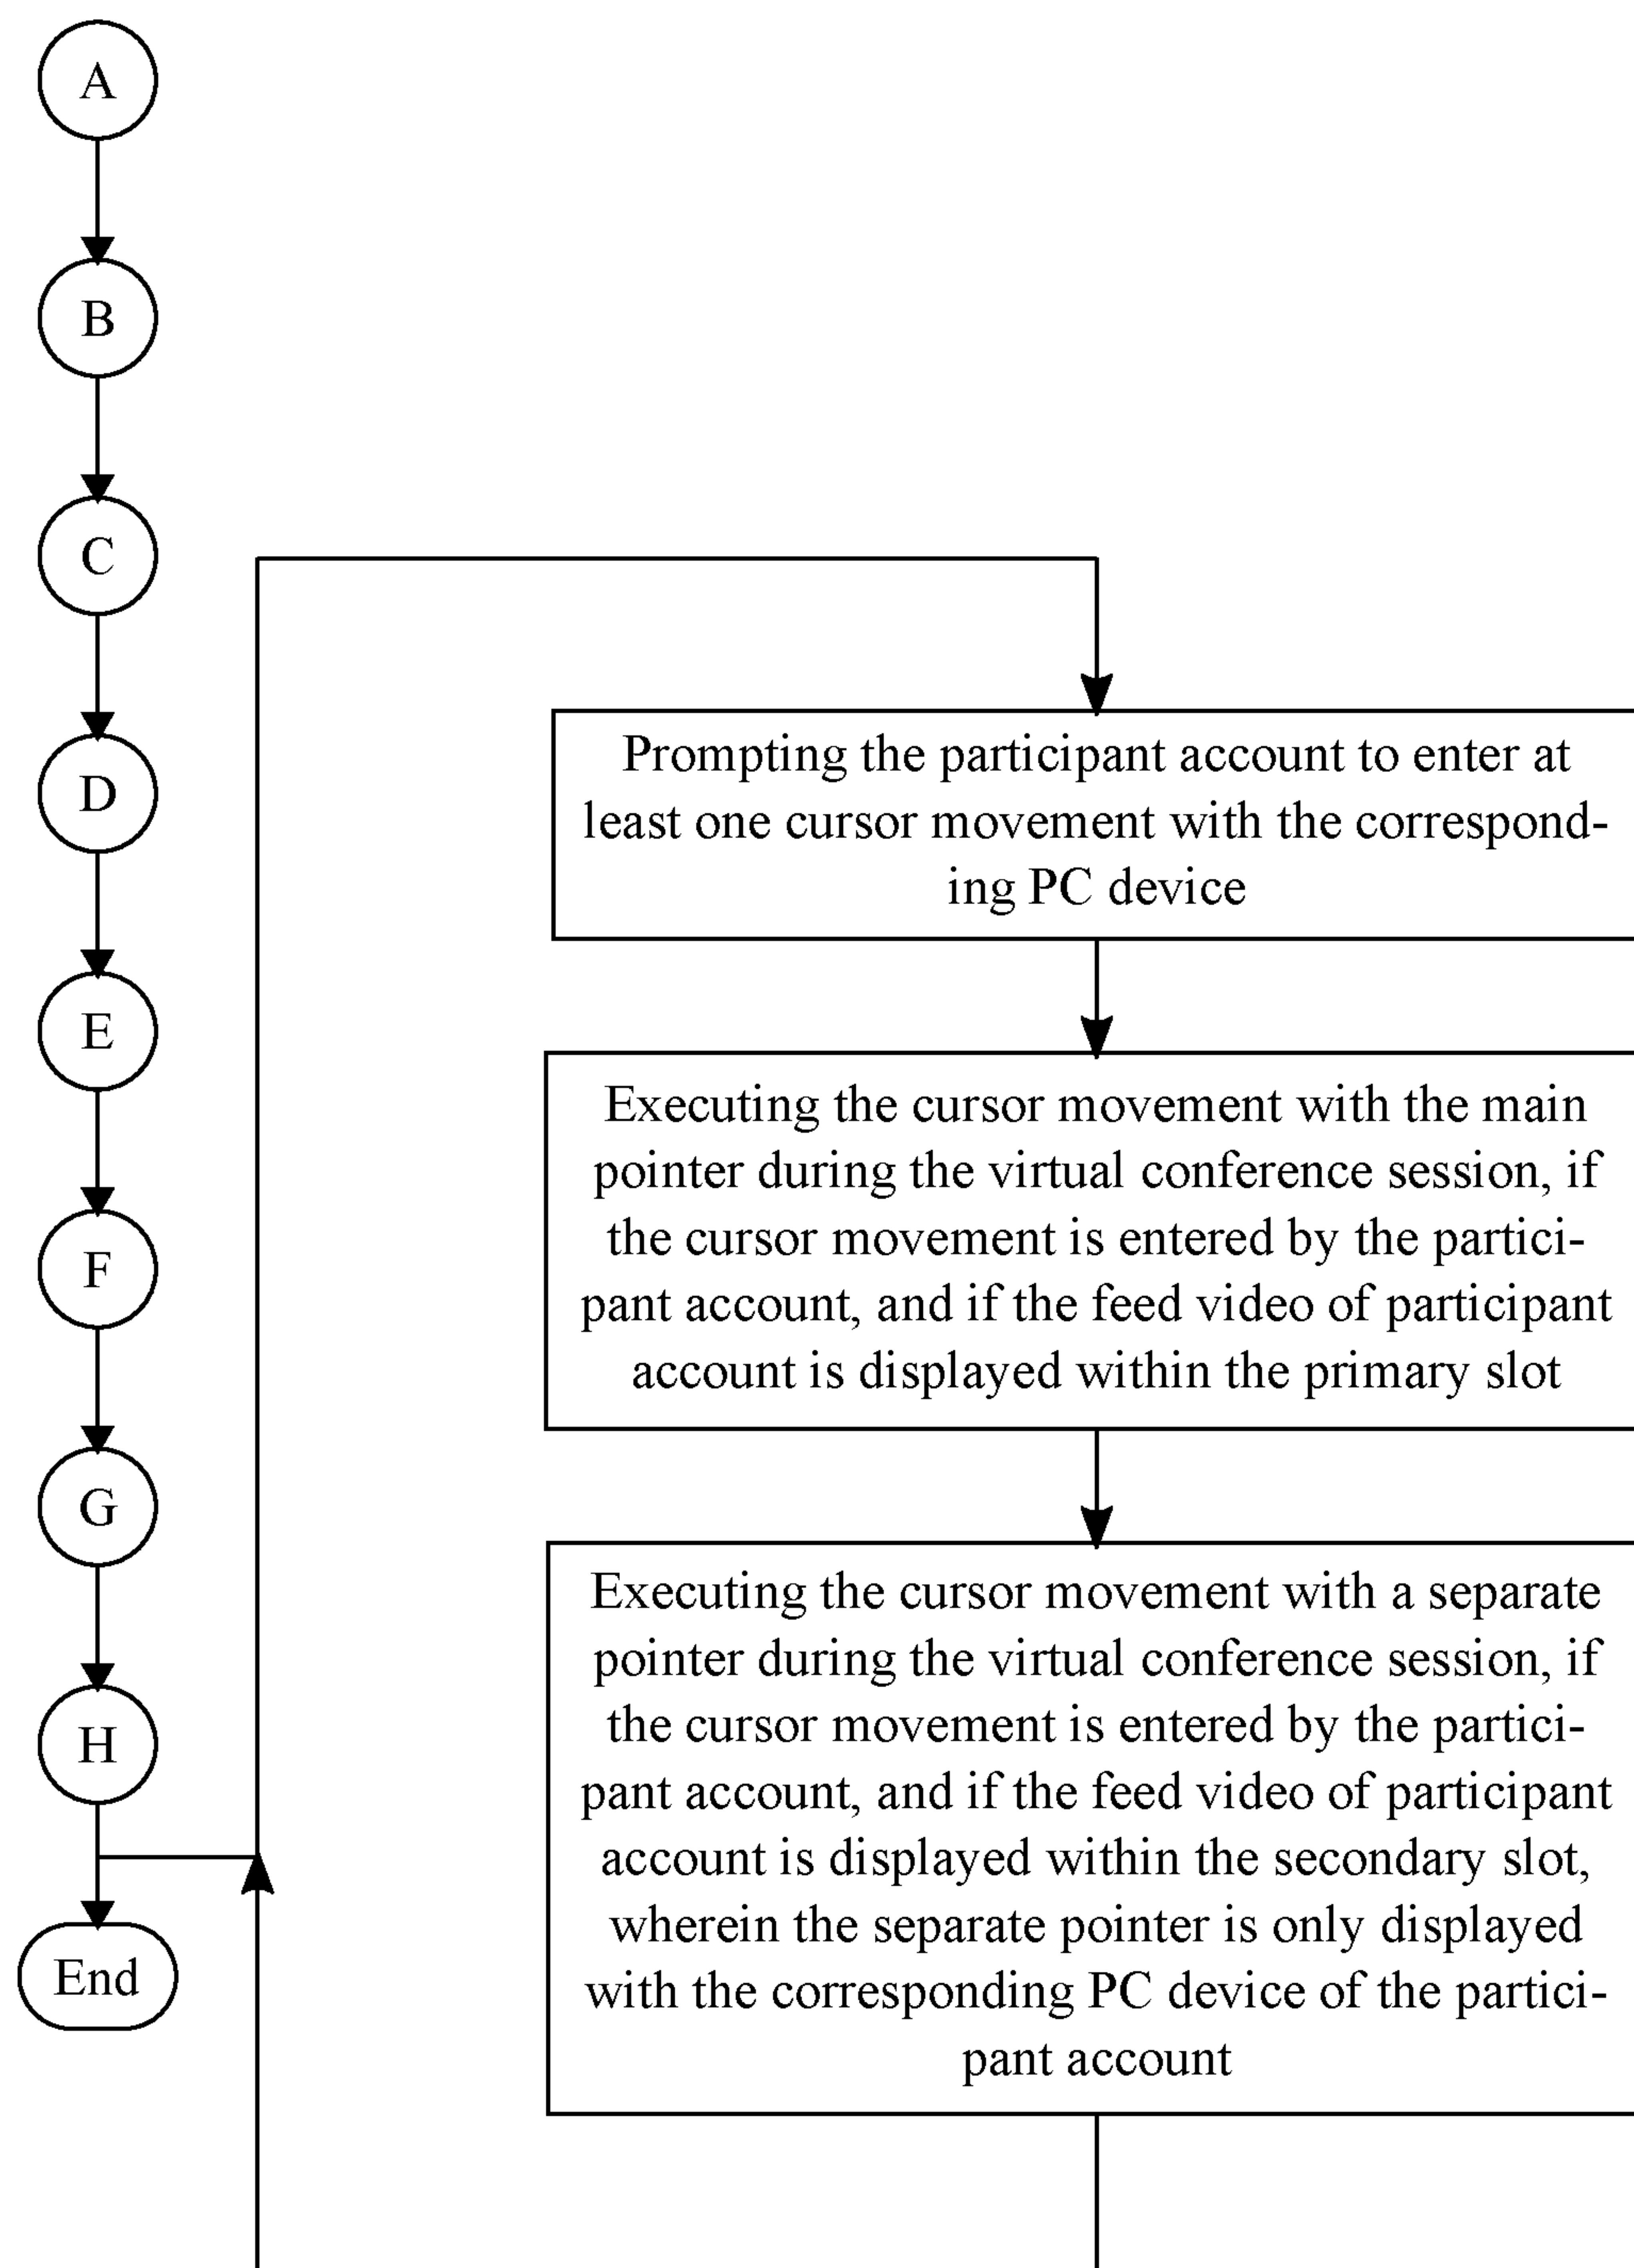 A
B
C
D
E
F
G
H
End
Prompting the participant account to enter at
least one cursor movement with the correspond-
ing PC device
Executing the cursor movement with the main
pointer during the virtual conference session, if
the cursor movement is entered by the partici-
pant account, and if the feed video of participant
account is displayed within the primary slot
Executing the cursor movement with a separate
pointer during the virtual conference session, if
the cursor movement is entered by the partici-
pant account, and if the feed video of participant
account is displayed within the secondary slot,
wherein the separate pointer is only displayed
with the corresponding PC device of the partici-
pant account